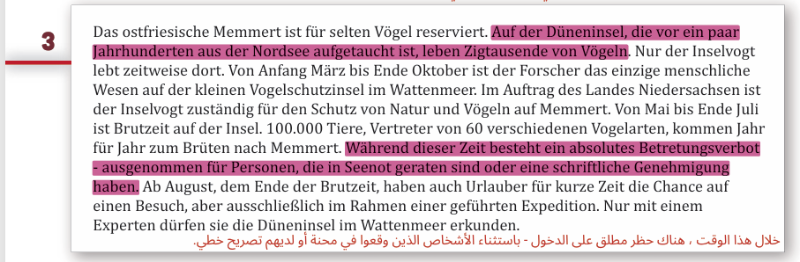 3
Das ostfriesische Memmert ist für selten Vögel reserviert. Auf der Düneninsel, die vor ein paar
Jahrhunderten aus der Nordsee aufgetaucht ist, leben Zigtausende von Vögeln. Nur der Inselvogt
lebt zeitweise dort. Von Anfang März bis Ende Oktober ist der Forscher das einzige menschliche
Wesen auf der kleinen Vogelschutzinsel im Wattenmeer. Im Auftrag des Landes Niedersachsen ist
der Inselvogt zuständig für den Schutz von Natur und Vögeln auf Memmert. Von Mai bis Ende Juli
ist Brutzeit auf der Insel. 100.000 Tiere, Vertreter von 60 verschiedenen Vogelarten, kommen Jahr
für Jahr zum Brüten nach Memmert. Während dieser Zeit besteht ein absolutes Betretungsverbot
- ausgenommen für Personen, die in Seenot geraten sind oder eine schriftliche Genehmigung
haben. Ab August, dem Ende der Brutzeit, haben auch Urlauber für kurze Zeit die Chance auf
einen Besuch, aber ausschließlich im Rahmen einer geführten Expedition. Nur mit einem
Experten dürfen sie die Düneninsel im Wattenmeer erkunden.
خلال هذا الوقت ، هناك حظر مطلق على الدخول - باستثناء الأشخاص الذين وقعوا في محنة أو لديهم تصريح خطي.